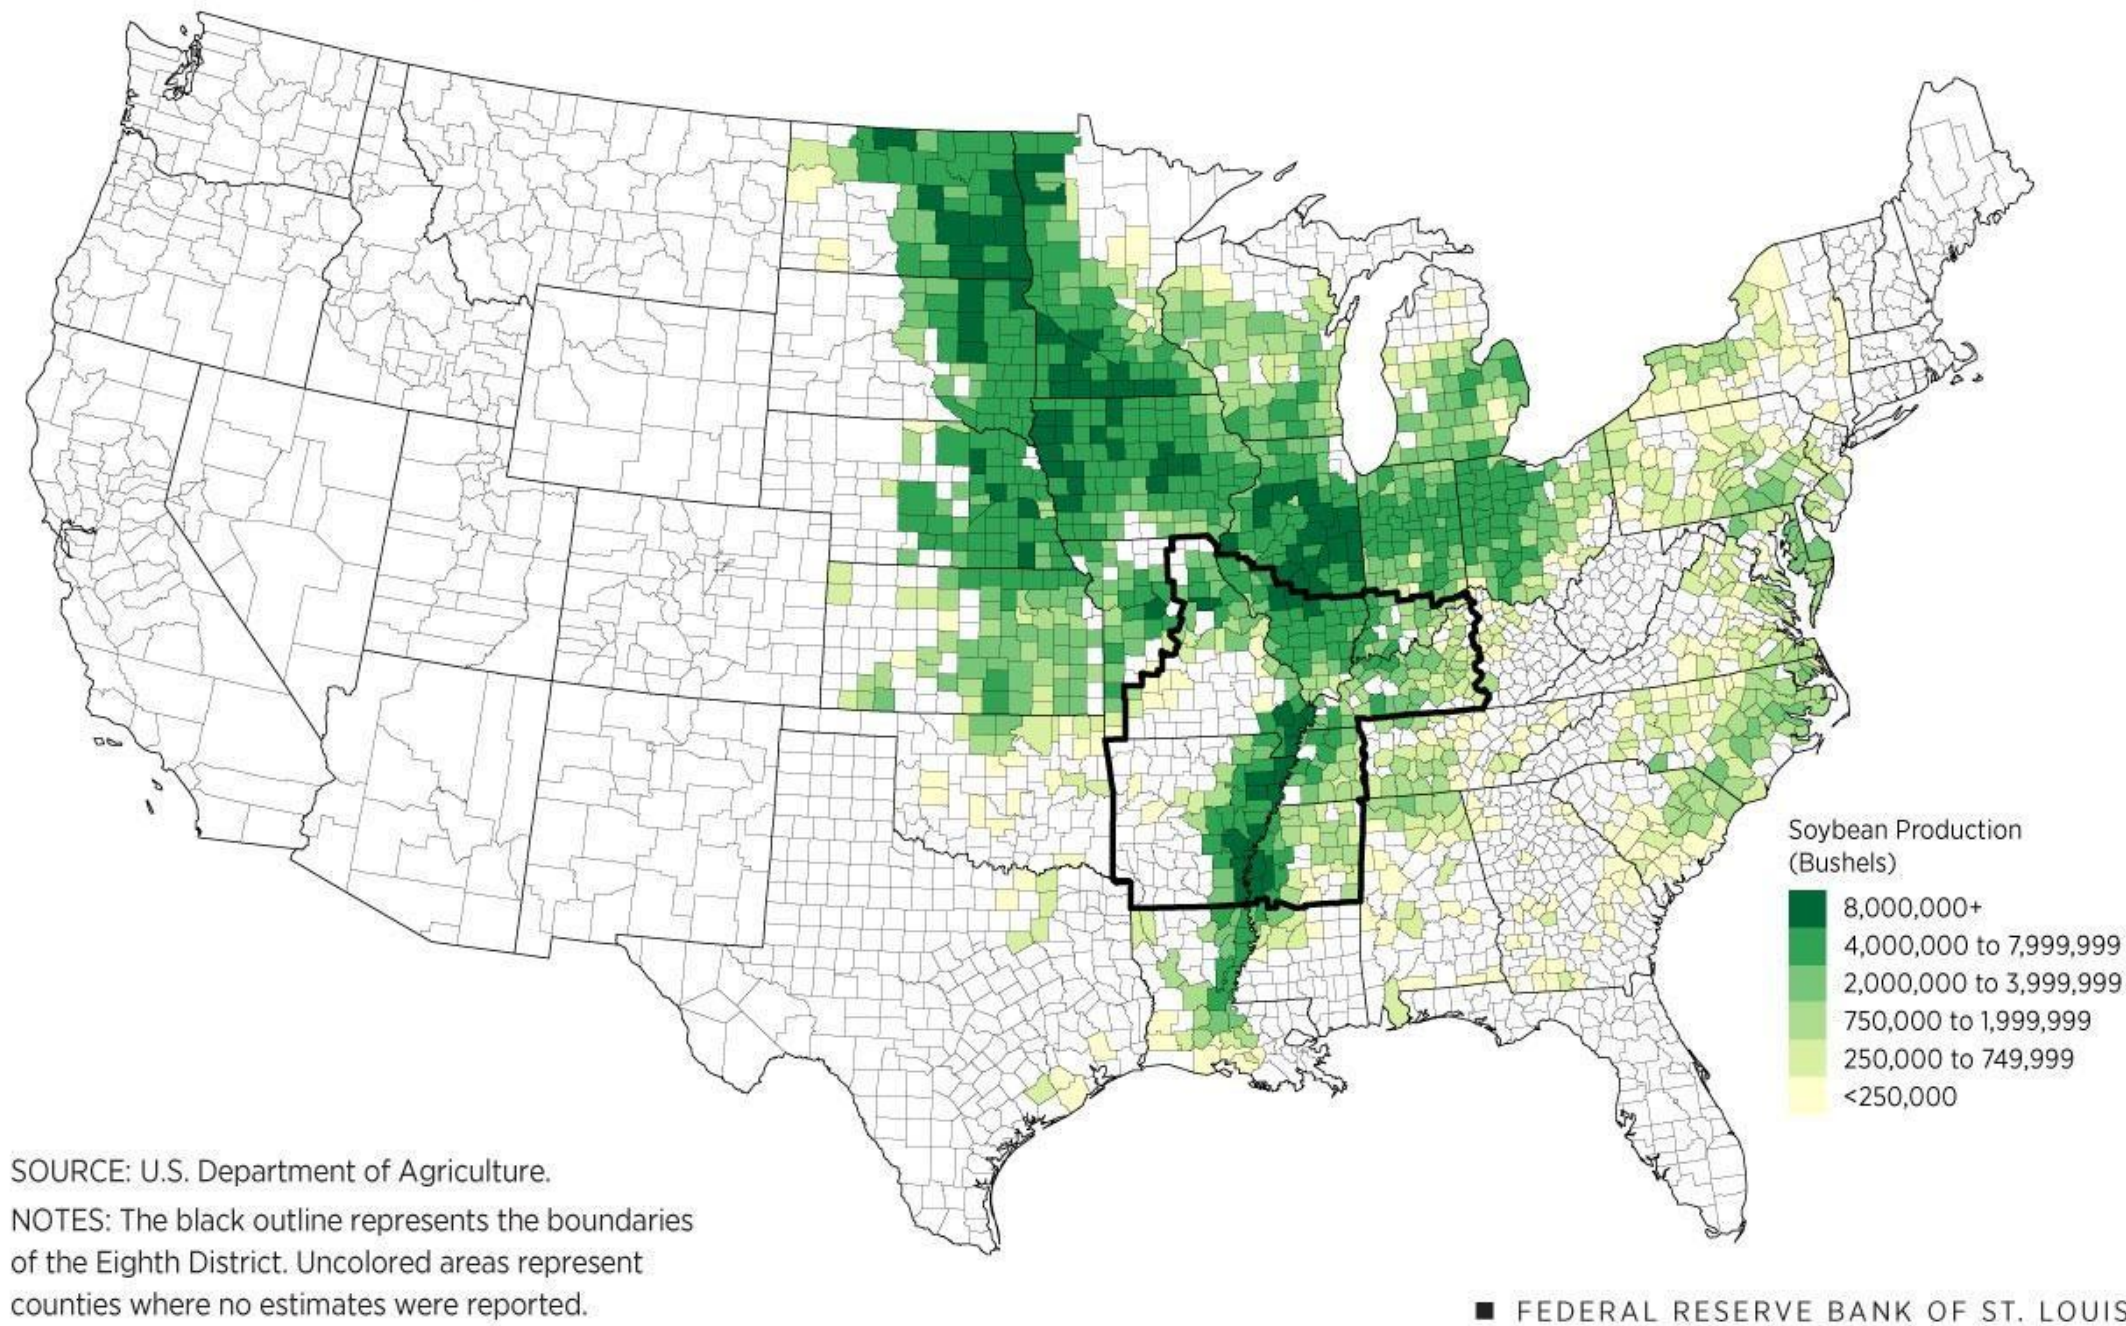 Soybean Production
(Bushels)
8,000,000+
4,000,000 to 7,999,999
2,000,000 to 3,999,999
750,000 to 1,999,999
250,000 to 749,999
<250,000
SOURCE: U.S. Department of Agriculture.
NOTES: The black outline represents the boundaries
of the Eighth District. Uncolored areas represent
counties where no estimates were reported.
FEDERAL RESERVE BANK OF ST. LOUIS